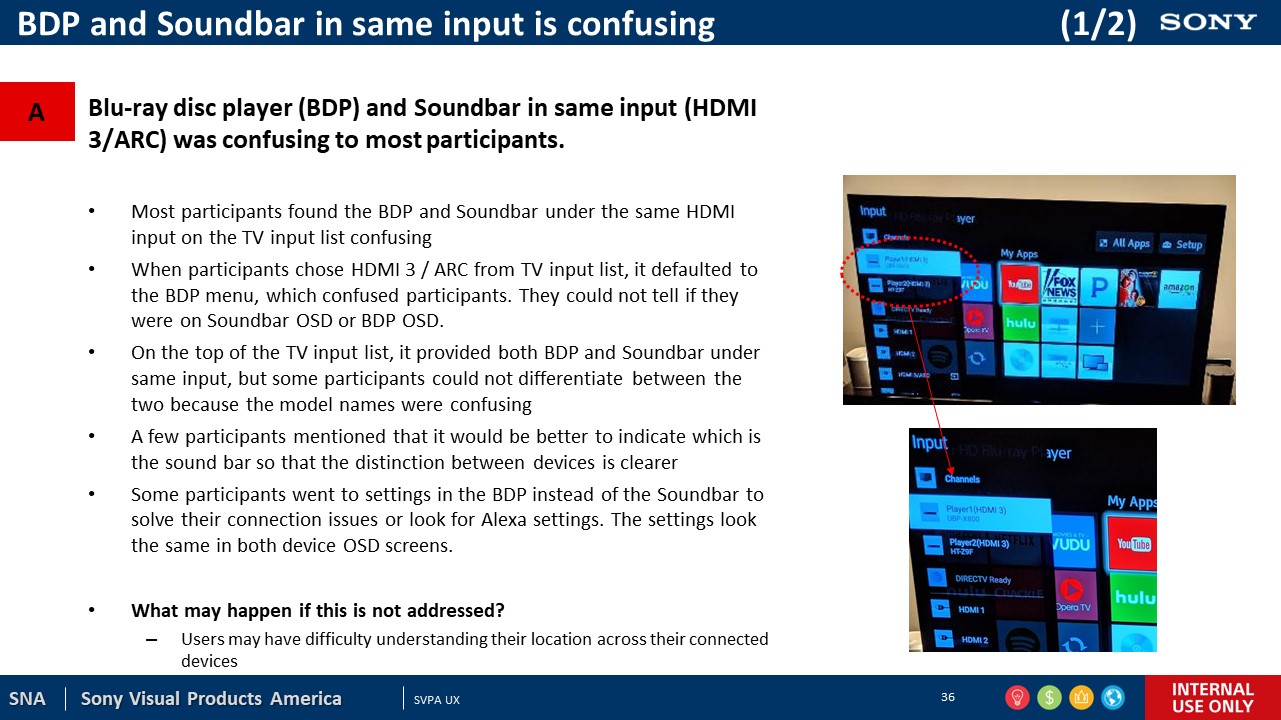 BDP and Soundbar in same input is confusing (1/2) SONY
A
Blu-ray disc player (BDP) and Soundbar in same input (HDMI
3/ARC) was confusing to most participants.
• Most participants found the BDP and Soundbar under the same HDMI
input on the TV input list confusing
• When participants chose HDMI 3 / ARC from TV input list, it defaulted to
the BDP menu, which confused participants. They could not tell if they
were on Soundbar OSD or BDP OSD.
• On the top of the TV input list, it provided both BDP and Soundbar under
same input, but some participants could not differentiate between the
two because the model names were confusing
• A few participants mentioned that it would be better to indicate which is
the sound bar so that the distinction between devices is clearer
• Some participants went to settings in the BDP instead of the Soundbar to
solve their connection issues or look for Alexa settings. The settings look
the same in both device OSD screens.
• What may happen if this is not addressed?
– Users may have difficulty understanding their location across their connected
devices
Input
HD Blu-ray Player
Channels
All Apps
Setup
My Apps
Player1(HDMI 3)
Player2(HDMI 3)
HT-Z9F
DIRECTV Ready
HDMI 1
HDMI 2
HDMI 3/ARC
VUDU
YouTube
FOX
NEWS
P
amazon
Opera TV
hulu
Input
HD Blu-ray Player
Channels
My Apps
Player1(HDMI 3)
UBP-X800
Player2(HDMI 3)
HT-Z9F
DIRECTV Ready
HDMI 1
HDMI 2
VUDU
YouTube
Opera TV
hulu
CRACKLE
SNA
Sony Visual Products America
SVPA UX
36
INTERNAL
USE ONLY